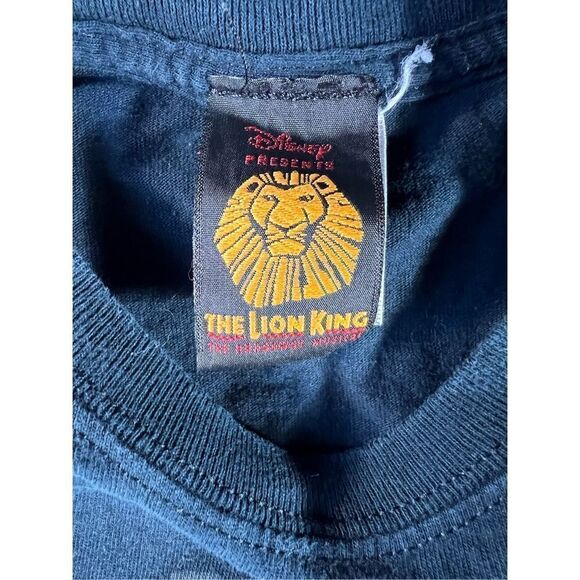 Disney
PRESENTS
THE LION KING
THE BROADWAY MUSICAL